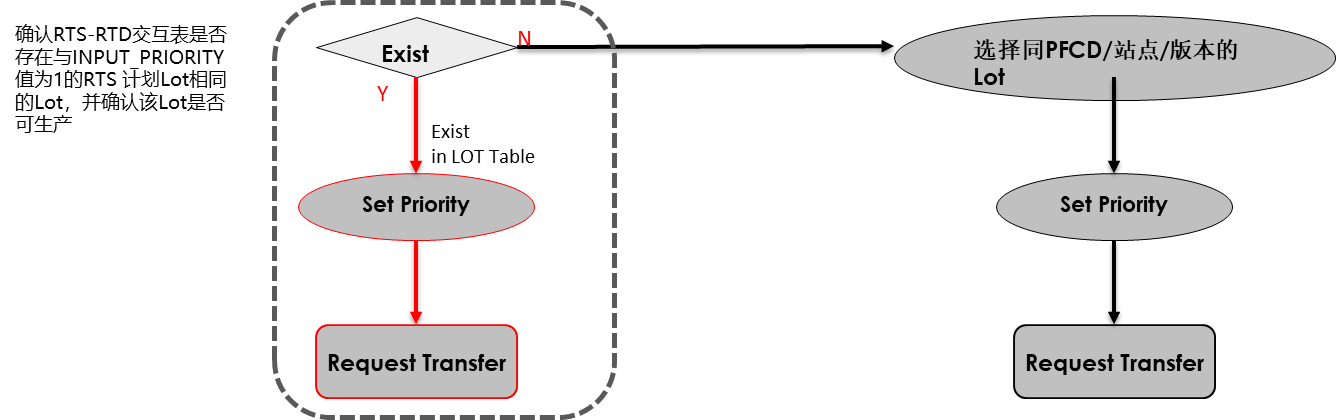 确认RTS-RTD交互表是否
存在与INPUT_PRIORITY
值为1的RTS 计划Lot相同
的Lot，并确认该Lot是否
可生产
Exist
N
Y
Exist
in LOT Table
Set Priority
Request Transfer
选择同PFCD/站点/版本的
Lot
Set Priority
Request Transfer